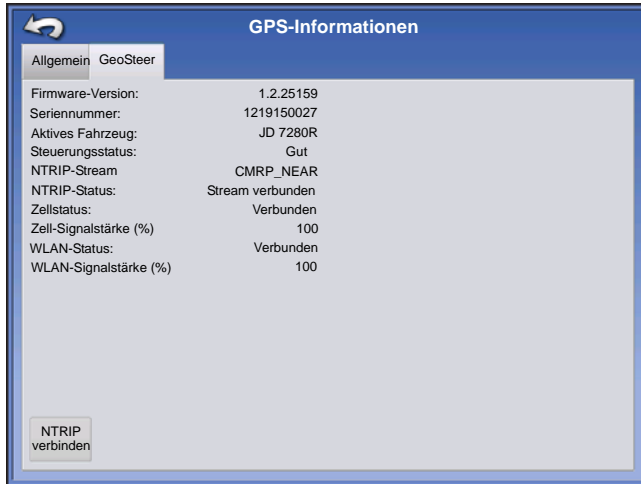 GPS-Informationen
Allgemein GeoSteer
Firmware-Version: 1.2.25159
Seriennummer: 1219150027
Aktives Fahrzeug: JD 7280R
Steuerungsstatus: Gut
NTRIP-Stream CMRP_NEAR
NTRIP-Status: Stream verbunden
Zellstatus: Verbunden
Zell-Signalstärke (%) 100
WLAN-Status: Verbunden
WLAN-Signalstärke (%) 100
NTRIP
verbinden